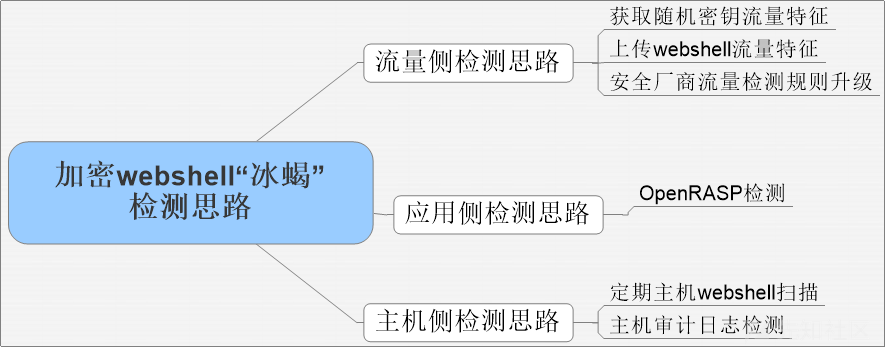 加密webshell“冰蝎”
检测思路
流量侧检测思路
获取随机密钥流量特征
上传webshell流量特征
安全厂商流量检测规则升级
应用侧检测思路
OpenRASP检测
主机侧检测思路
定期主机webshell扫描
主机审计日志检测